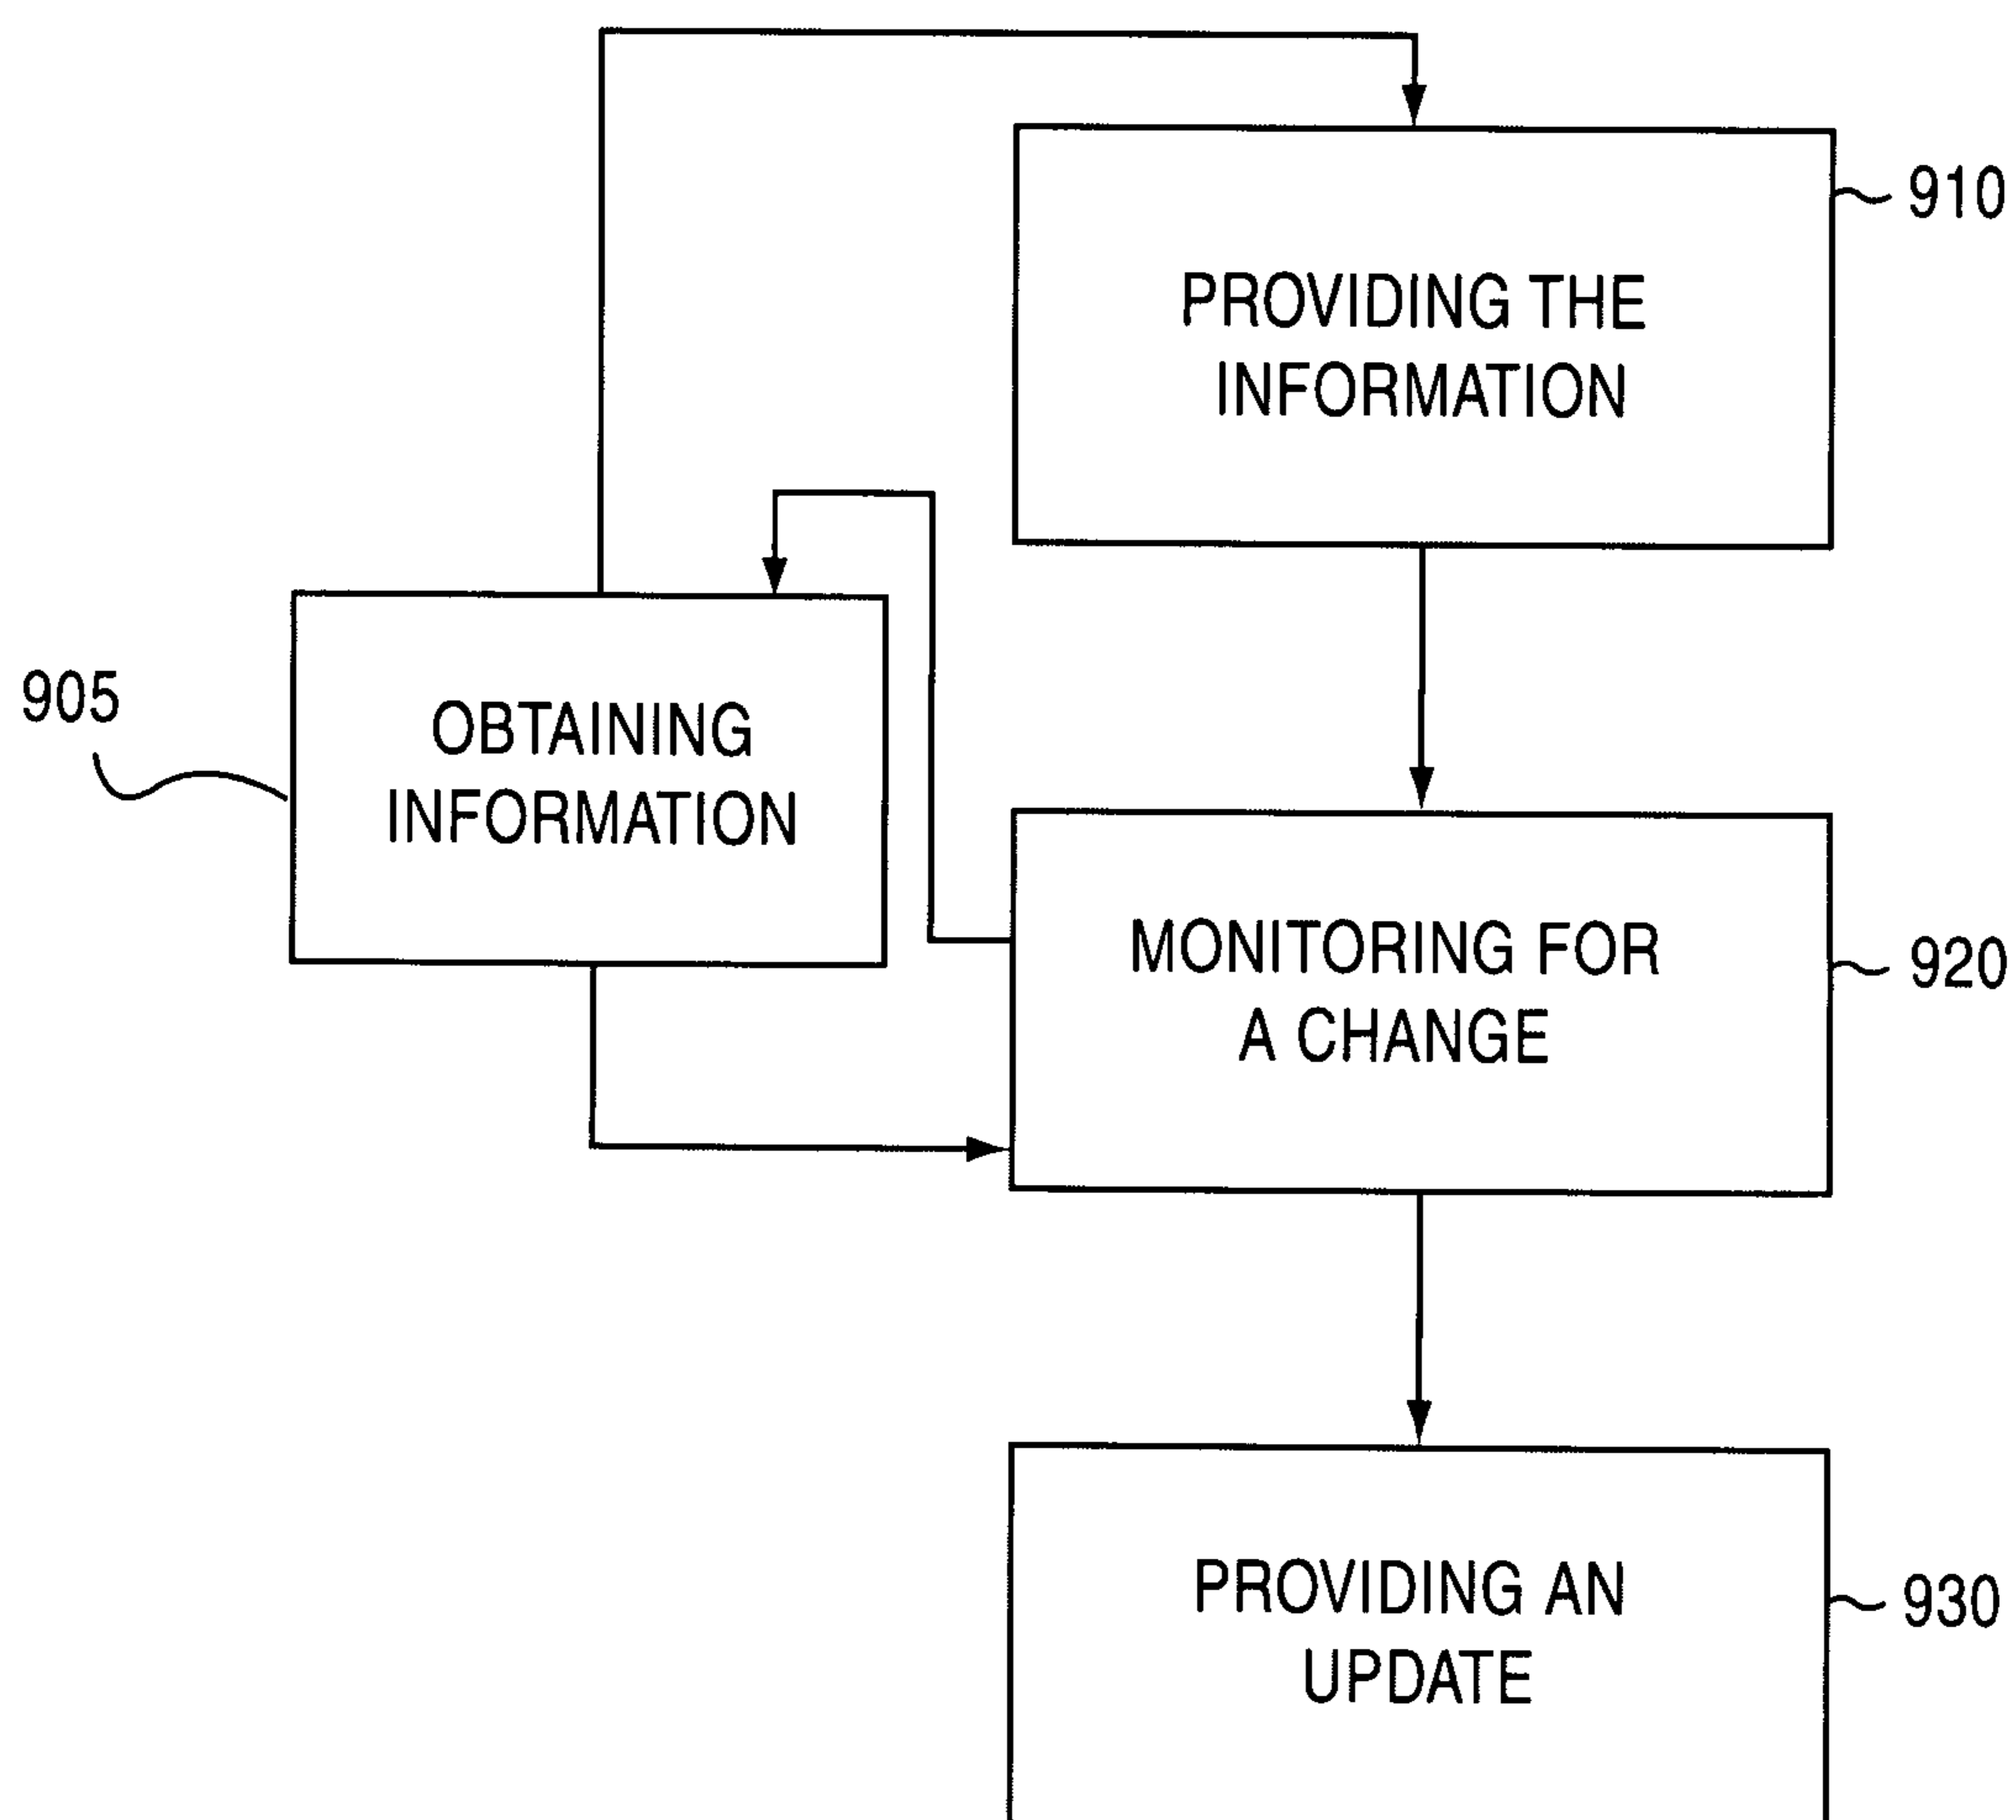 910
PROVIDING THE
INFORMATION
905
OBTAINING
INFORMATION
MONITORING FOR
A CHANGE
920
PROVIDING AN
UPDATE
930